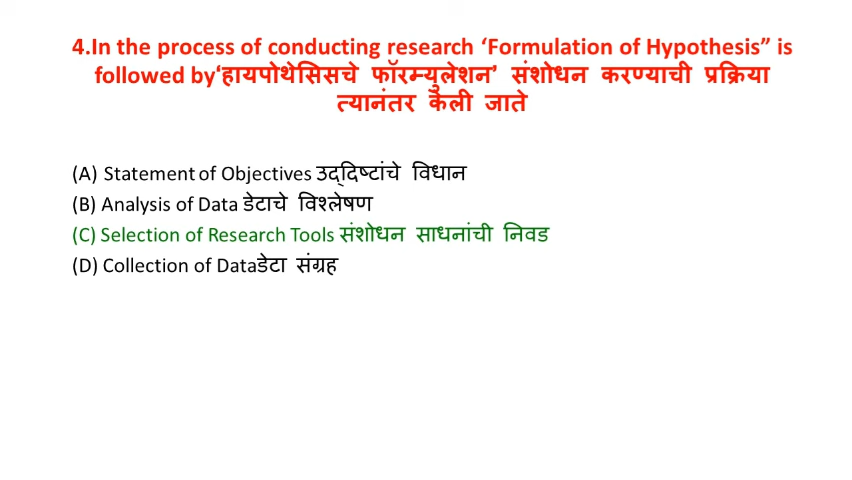 4.In the process of conducting research ‘Formulation of Hypothesis” is
followed by‘हायपोथेसिसचे फॉरम्युलेशन’ संशोधन करण्याची प्रक्रिया
त्यानंतर केली जाते
(A) Statement of Objectives उद्दिष्टांचे विधान
(B) Analysis of Data डेटाचे विश्लेषण
(C) Selection of Research Tools संशोधन साधनांची निवड
(D) Collection of Dataडेटा संग्रह